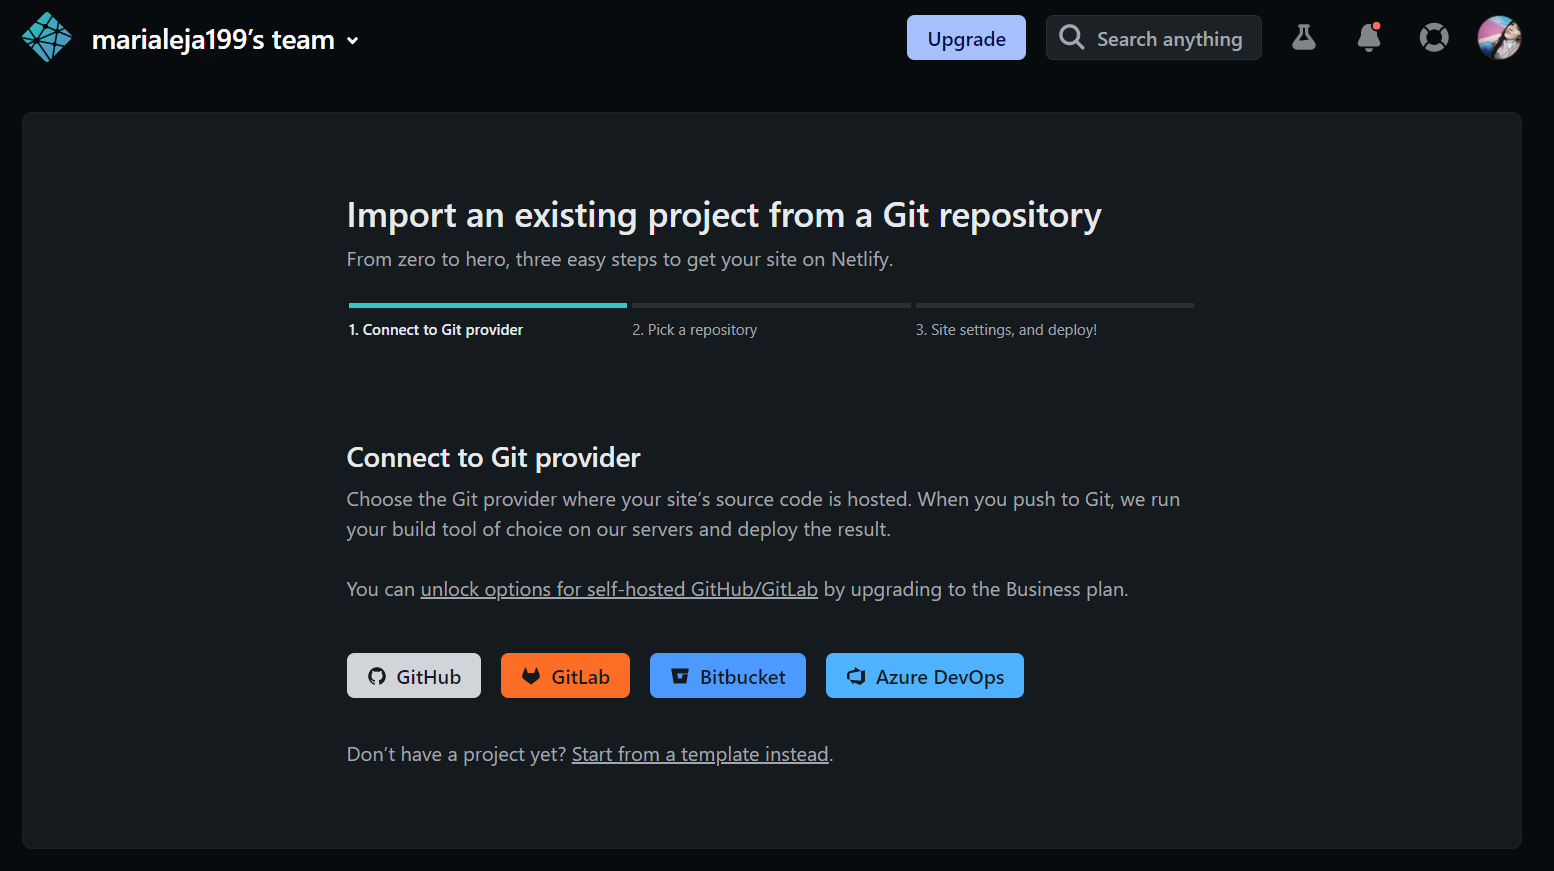 marialeja199’s team
Upgrade
Search anything
Import an existing project from a Git repository
From zero to hero, three easy steps to get your site on Netlify.
1. Connect to Git provider
2. Pick a repository
3. Site settings, and deploy!
Connect to Git provider
Choose the Git provider where your site’s source code is hosted. When you push to Git, we run
your build tool of choice on our servers and deploy the result.
You can unlock options for self-hosted GitHub/GitLab by upgrading to the Business plan.
GitHub
GitLab
Bitbucket
Azure DevOps
Don’t have a project yet? Start from a template instead.